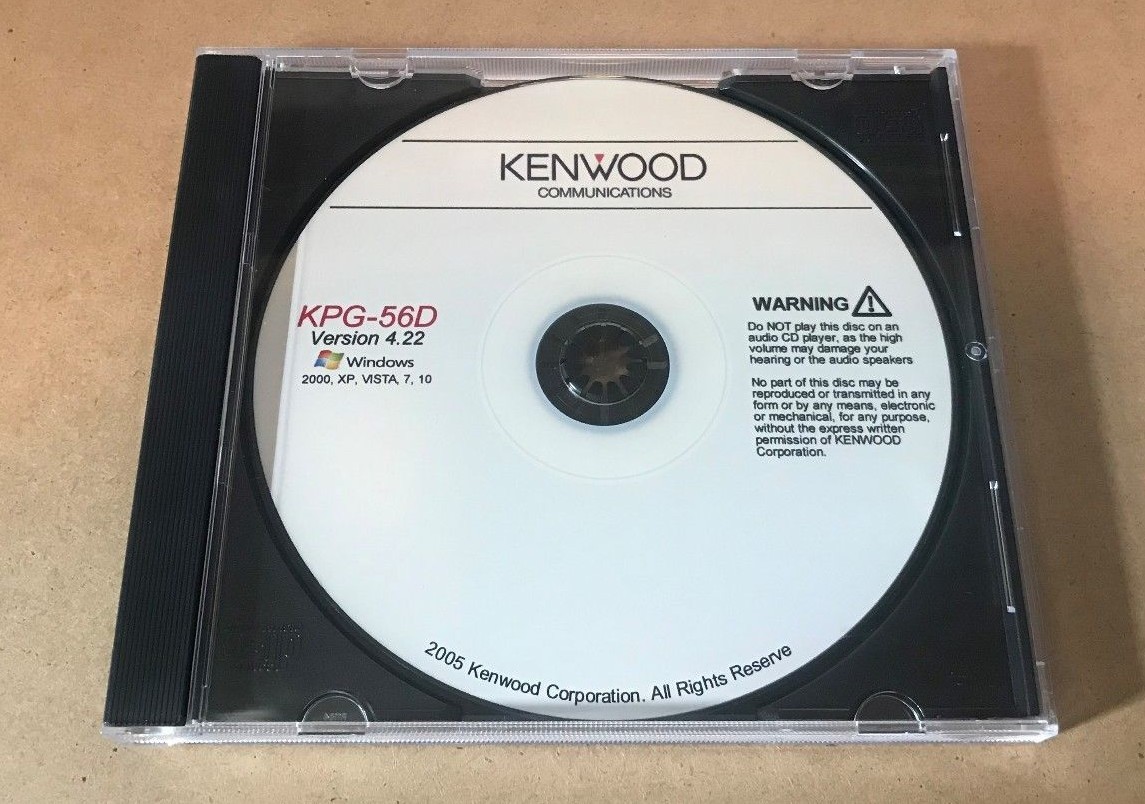 KENWOOD
COMMUNICATIONS
KPG-56D
Version 4.22
Windows
2000, XP, VISTA, 7, 10
WARNING
Do NOT play this disc on an
audio CD player, as the high
volume may damage your
hearing or the audio speakers
No part of this disc may be
reproduced or transmitted in any
form or by any means, electronic
or mechanical, for any purpose,
without the express written
permission of KENWOOD
Corporation.
2005 Kenwood Corporation. All Rights Reserve